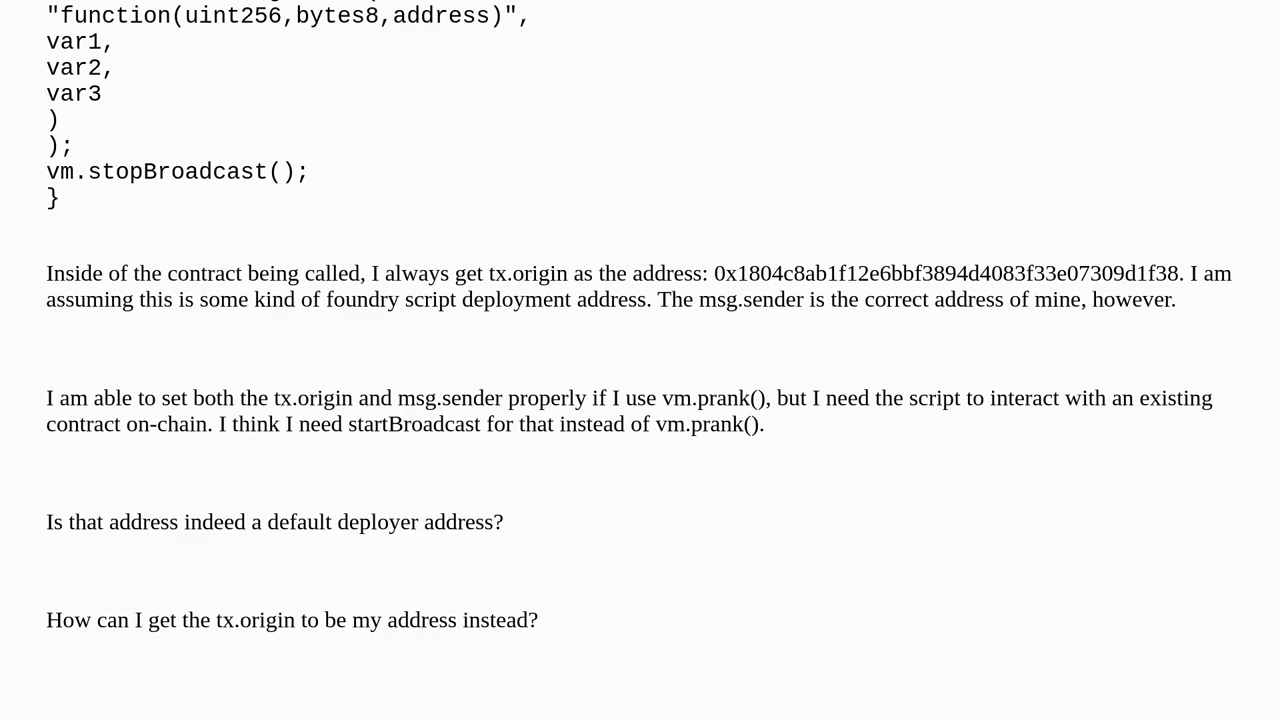 "function(uint256,bytes8,address)",
var1,
var2,
var3
)
);
vm.stopBroadcast();
}
Inside of the contract being called, I always get tx.origin as the address: 0x1804c8ab1f12e6bbf3894d4083f33e07309d1f38. I am
assuming this is some kind of foundry script deployment address. The msg.sender is the correct address of mine, however.
I am able to set both the tx.origin and msg.sender properly if I use vm.prank(), but I need the script to interact with an existing
contract on-chain. I think I need startBroadcast for that instead of vm.prank().
Is that address indeed a default deployer address?
How can I get the tx.origin to be my address instead?